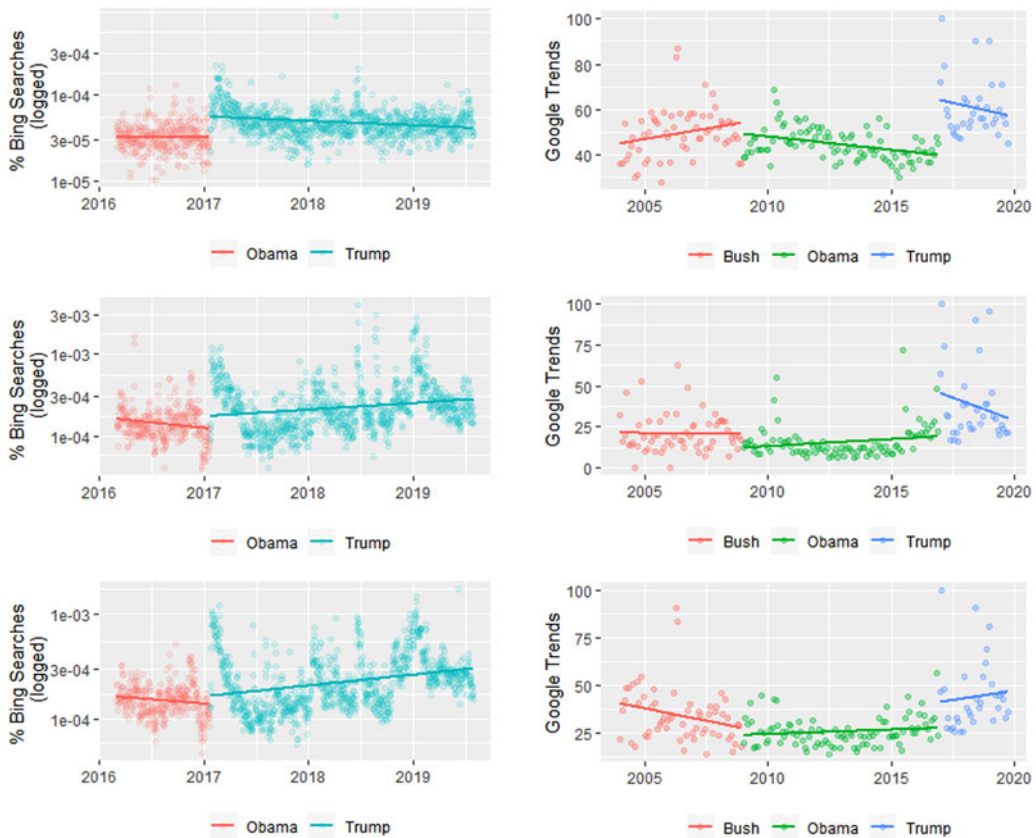 % Bing Searches
(logged)
3e-04
1e-04
3e-05
1e-05
2016 2017 2018 2019
Obama Trump
Google Trends
100
80
60
40
2005 2010 2015 2020
Bush Obama Trump
% Bing Searches
(logged)
3e-03
1e-03
3e-04
1e-04
2016 2017 2018 2019
Obama Trump
Google Trends
100
75
50
25
0
2005 2010 2015 2020
Bush Obama Trump
% Bing Searches
(logged)
1e-03
3e-04
1e-04
2016 2017 2018 2019
Obama Trump
Google Trends
100
75
50
25
2005 2010 2015 2020
Bush Obama Trump